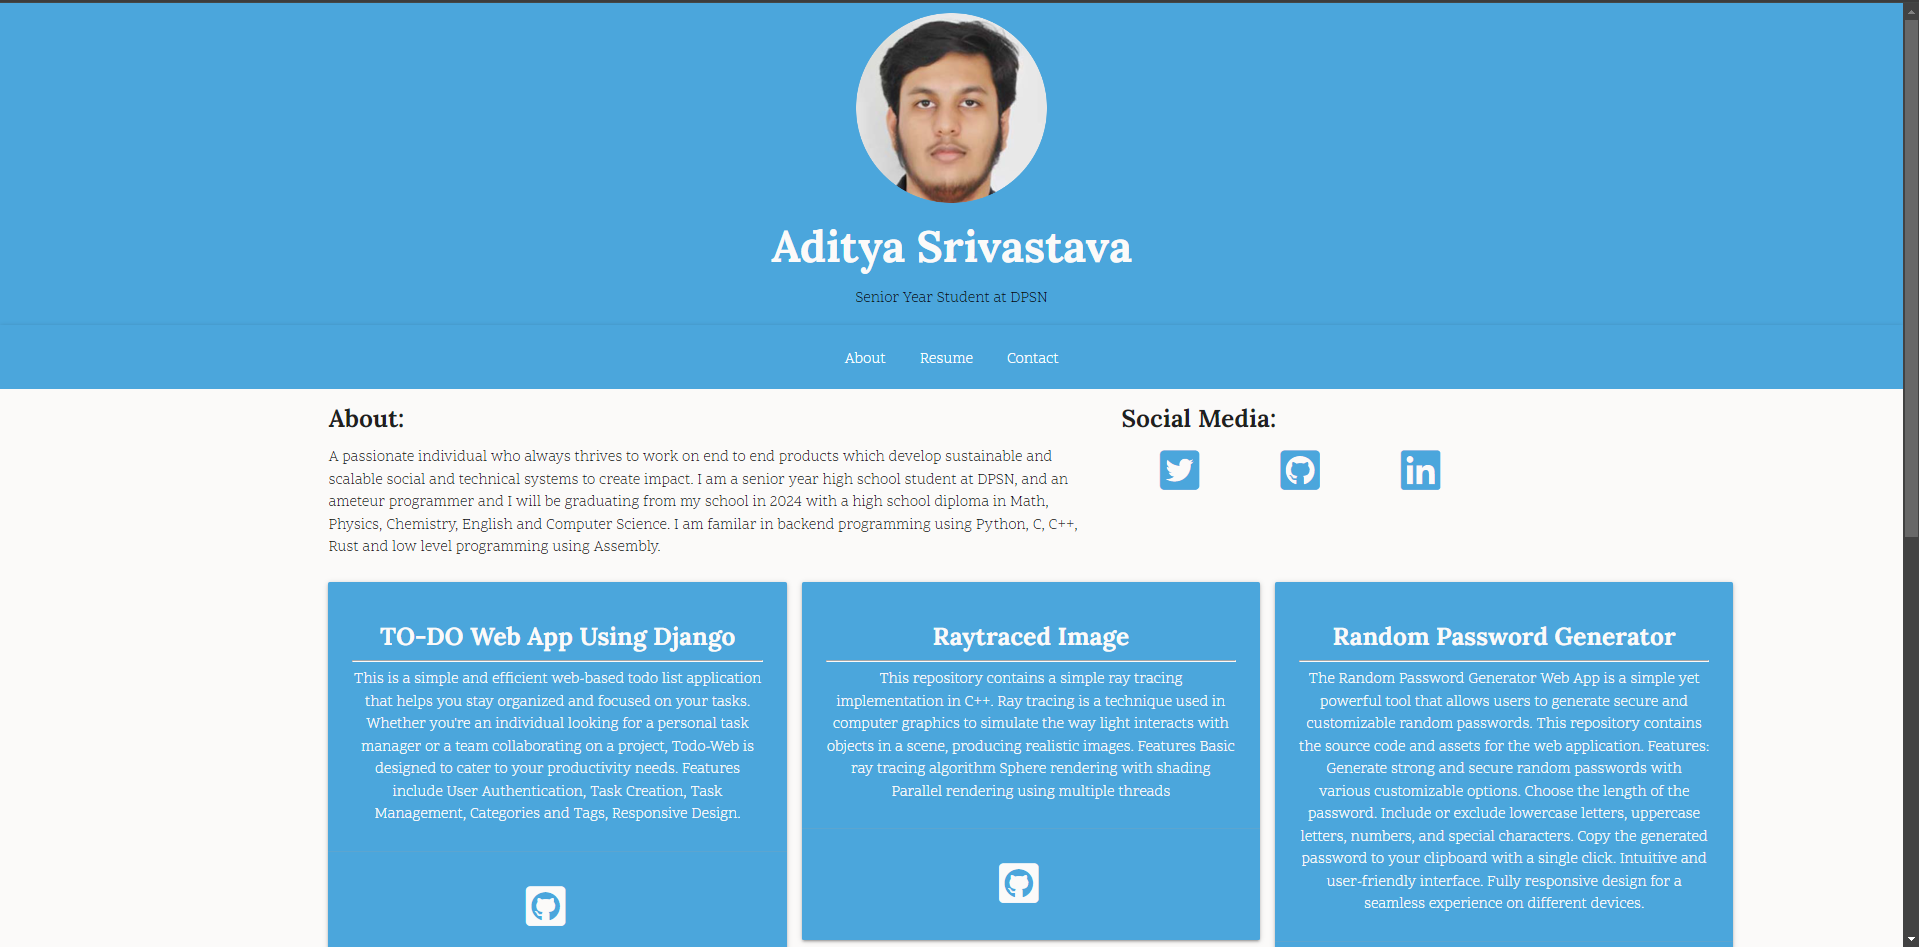 Aditya Srivastava
Senior Year Student at DPSN
About Resume Contact
About:
A passionate individual who always thrives to work on end to end products which develop sustainable and
scalable social and technical systems to create impact. I am a senior year high school student at DPSN, and an
ameteur programmer and I will be graduating from my school in 2024 with a high school diploma in Math,
Physics, Chemistry, English and Computer Science. I am familar in backend programming using Python, C, C++,
Rust and low level programming using Assembly.
Social Media:
in
TO-DO Web App Using Django
This is a simple and efficient web-based todo list application
that helps you stay organized and focused on your tasks.
Whether you're an individual looking for a personal task
manager or a team collaborating on a project, Todo-Web is
designed to cater to your productivity needs. Features
include User Authentication, Task Creation, Task
Management, Categories and Tags, Responsive Design.
Raytraced Image
This repository contains a simple ray tracing
implementation in C++. Ray tracing is a technique used in
computer graphics to simulate the way light interacts with
objects in a scene, producing realistic images. Features Basic
ray tracing algorithm Sphere rendering with shading
Parallel rendering using multiple threads
Random Password Generator
The Random Password Generator Web App is a simple yet
powerful tool that allows users to generate secure and
customizable random passwords. This repository contains
the source code and assets for the web application. Features:
Generate strong and secure random passwords with
various customizable options. Choose the length of the
password. Include or exclude lowercase letters, uppercase
letters, numbers, and special characters. Copy the generated
password to your clipboard with a single click. Intuitive and
user-friendly interface. Fully responsive design for a
seamless experience on different devices.